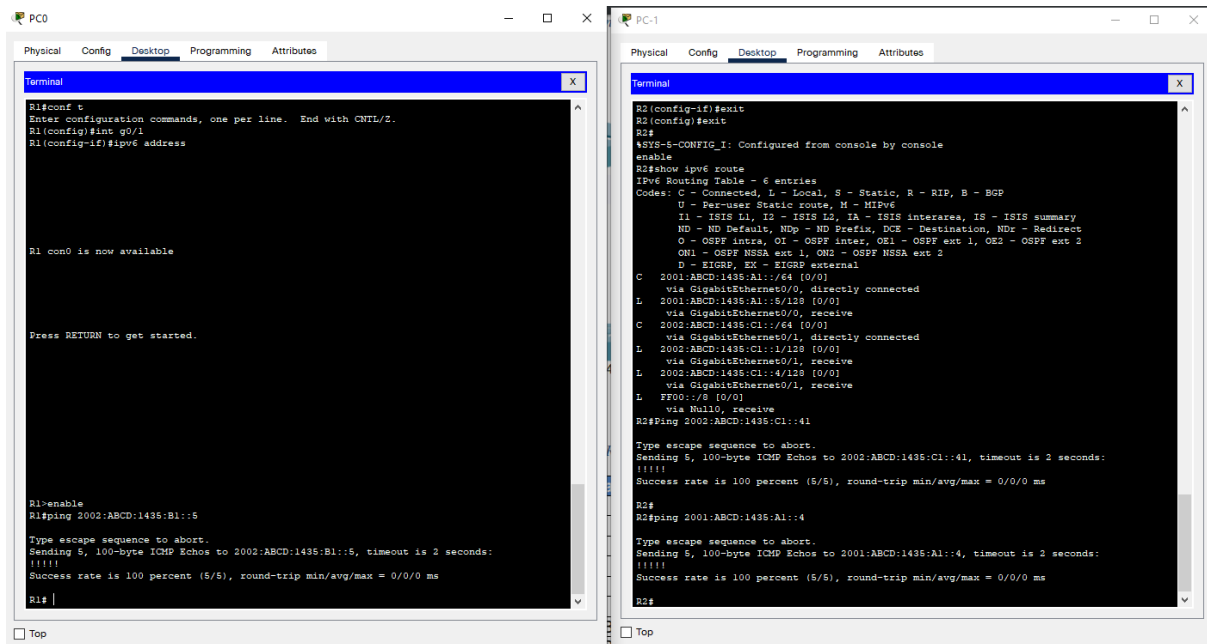 PC0
Physical Config Desktop Programming Attributes
Terminal
X
R1#conf t
Enter configuration commands, one per line. End with CNTL/Z.
R1(config)#int g0/1
R1(config-if)#ipv6 address
R1 con0 is now available
Press RETURN to get started.
R1>enable
R1#ping 2002:ABCD:1435:B1::5
Type escape sequence to abort.
Sending 5, 100-byte ICMP Echos to 2002:ABCD:1435:B1::5, timeout is 2 seconds:
!!!!!
Success rate is 100 percent (5/5), round-trip min/avg/max = 0/0/0 ms
R1#
Top
PC-1
Physical Config Desktop Programming Attributes
Terminal
X
R2(config-if)#exit
R2(config)#exit
R2#
%SYS-5-CONFIG_I: Configured from console by console
enable
R2#show ipv6 route
IPv6 Routing Table - 6 entries
Codes: C - Connected, L - Local, S - Static, R - RIP, B - BGP
U - Per-user Static route, M - MIPv6
I1 - ISIS L1, I2 - ISIS L2, IA - ISIS interarea, IS - ISIS summary
ND - ND Default, NDp - ND Prefix, DCE - Destination, NDr - Redirect
O - OSPF intra, OI - OSPF inter, OE1 - OSPF ext 1, OE2 - OSPF ext 2
ON1 - OSPF NSSA ext 1, ON2 - OSPF NSSA ext 2
D - EIGRP, EX - EIGRP external
C 2001:ABCD:1435:A1::/64 [0/0]
via GigabitEthernet0/0, directly connected
L 2001:ABCD:1435:A1::5/128 [0/0]
via GigabitEthernet0/0, receive
C 2002:ABCD:1435:C1::/64 [0/0]
via GigabitEthernet0/1, directly connected
L 2002:ABCD:1435:C1::1/128 [0/0]
via GigabitEthernet0/1, receive
L 2002:ABCD:1435:C1::4/128 [0/0]
via GigabitEthernet0/1, receive
L FF00::/8 [0/0]
via Null0, receive
R2#Ping 2002:ABCD:1435:C1::41
Type escape sequence to abort.
Sending 5, 100-byte ICMP Echos to 2002:ABCD:1435:C1::41, timeout is 2 seconds:
!!!!!
Success rate is 100 percent (5/5), round-trip min/avg/max = 0/0/0 ms
R2#
R2#ping 2001:ABCD:1435:A1::4
Type escape sequence to abort.
Sending 5, 100-byte ICMP Echos to 2001:ABCD:1435:A1::4, timeout is 2 seconds:
!!!!!
Success rate is 100 percent (5/5), round-trip min/avg/max = 0/0/0 ms
R2#
Top